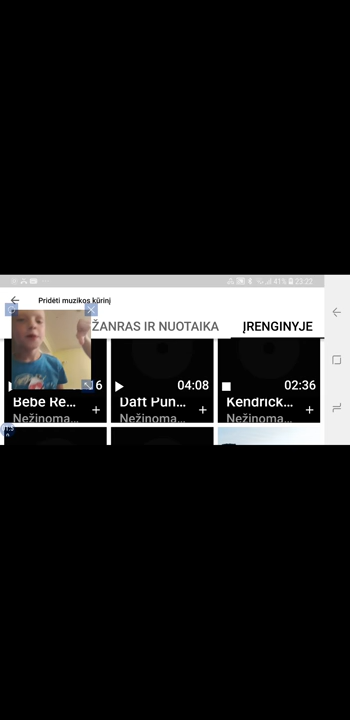 41% 23:22
Pridėti muzikos kūrinį
ŽANRAS IR NUOTAIKA
ĮRENGINYJE
6
04:08
02:36
Bebe Re...
Daft Pun...
Kendrick...
Nežinoma...
Nežinoma...
Nežinoma...